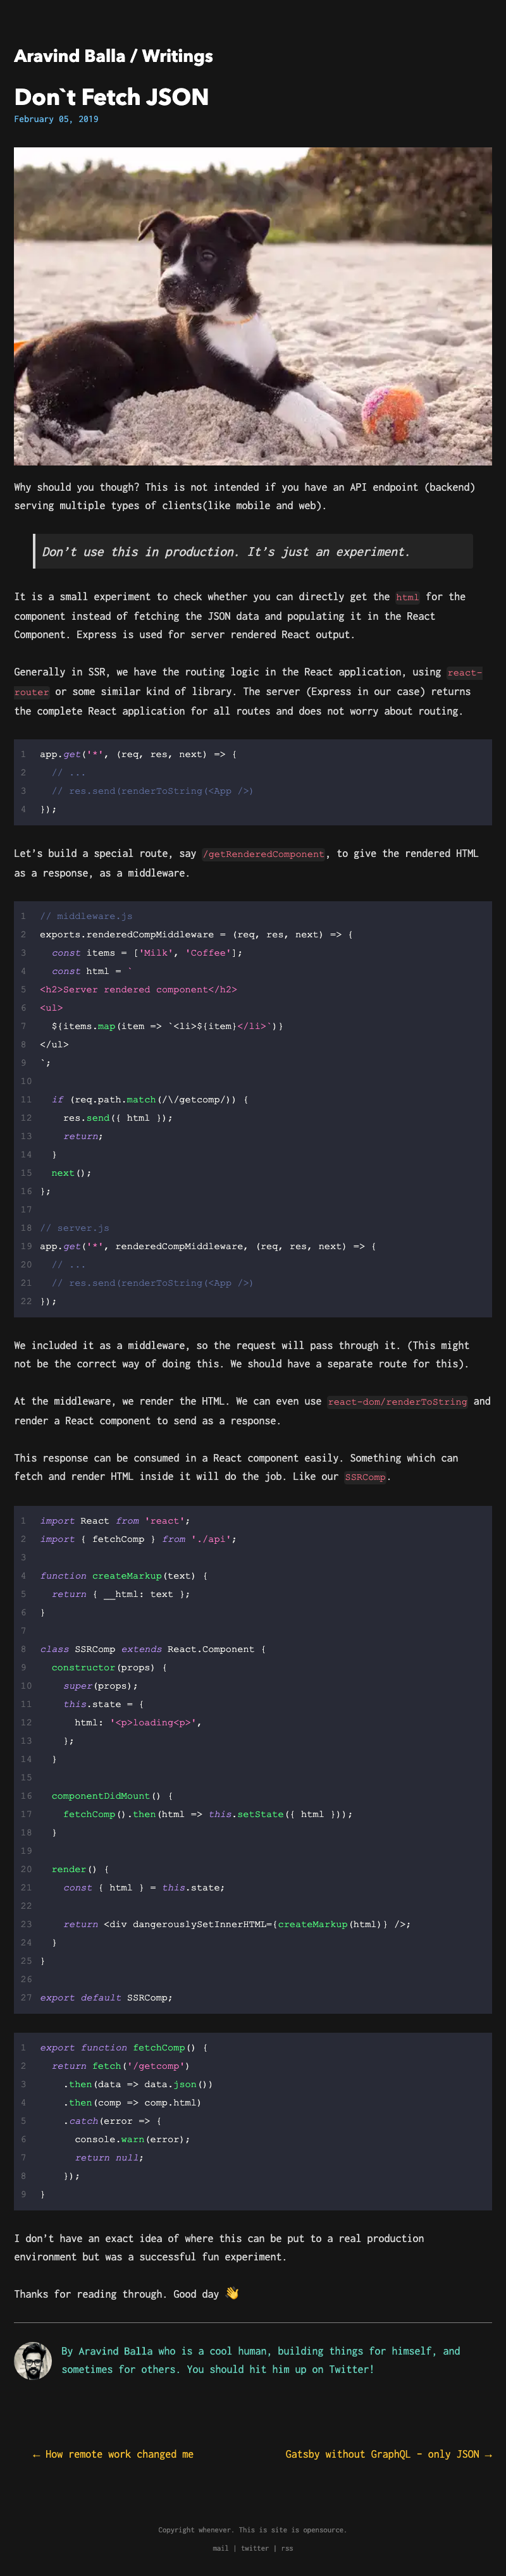 Aravind Balla / Writings
Don`t Fetch JSON
February 05, 2019
Why should you though? This is not intended if you have an API endpoint (backend)
serving multiple types of clients(like mobile and web).
Don't use this in production. It's just an experiment.
It is a small experiment to check whether you can directly get the html for the
component instead of fetching the JSON data and populating it in the React
Component. Express is used for server rendered React output.
Generally in SSR, we have the routing logic in the React application, using react-
router or some similar kind of library. The server (Express in our case) returns
the complete React application for all routes and does not worry about routing.
1 app.get('*', (req, res, next) => {
2 // ...
3 // res.send(renderToString(<App />)
4 });
Let's build a special route, say /getRenderedComponent, to give the rendered HTML
as a response, as a middleware.
1 // middleware.js
2 exports.renderedCompMiddleware = (req, res, next) => {
3 const items = ['Milk', 'Coffee'];
4 const html = `
5 <h2>Server rendered component</h2>
6 <ul>
7 ${items.map(item => `<li>${item}</li>`)}
8 </ul>
9 `;
10
11 if (req.path.match(/\/getcomp/)) {
12 res.send({ html });
13 return;
14 }
15 next();
16 };
17
18 // server.js
19 app.get('*', renderedCompMiddleware, (req, res, next) => {
20 // ...
21 // res.send(renderToString(<App />)
22 });
We included it as a middleware, so the request will pass through it. (This might
not be the correct way of doing this. We should have a separate route for this).
At the middleware, we render the HTML. We can even use react-dom/renderToString and
render a React component to send as a response.
This response can be consumed in a React component easily. Something which can
fetch and render HTML inside it will do the job. Like our SSRComp.
1 import React from 'react';
2 import { fetchComp } from './api';
3
4 function createMarkup(text) {
5 return { __html: text };
6 }
7
8 class SSRComp extends React.Component {
9 constructor(props) {
10 super(props);
11 this.state = {
12 html: '<p>loading<p>',
13 };
14 }
15
16 componentDidMount() {
17 fetchComp().then(html => this.setState({ html }));
18 }
19
20 render() {
21 const { html } = this.state;
22
23 return <div dangerouslySetInnerHTML={createMarkup(html)} />;
24 }
25 }
26
27 export default SSRComp;
1 export function fetchComp() {
2 return fetch('/getcomp')
3 .then(data => data.json())
4 .then(comp => comp.html)
5 .catch(error => {
6 console.warn(error);
7 return null;
8 });
9 }
I don't have an exact idea of where this can be put to a real production
environment but was a successful fun experiment.
Thanks for reading through. Good day 👋
By Aravind Balla who is a cool human, building things for himself, and
sometimes for others. You should hit him up on Twitter!
← How remote work changed me
Gatsby without GraphQL - only JSON →
Copyright whenever. This is site is opensource.
mail | twitter | rss